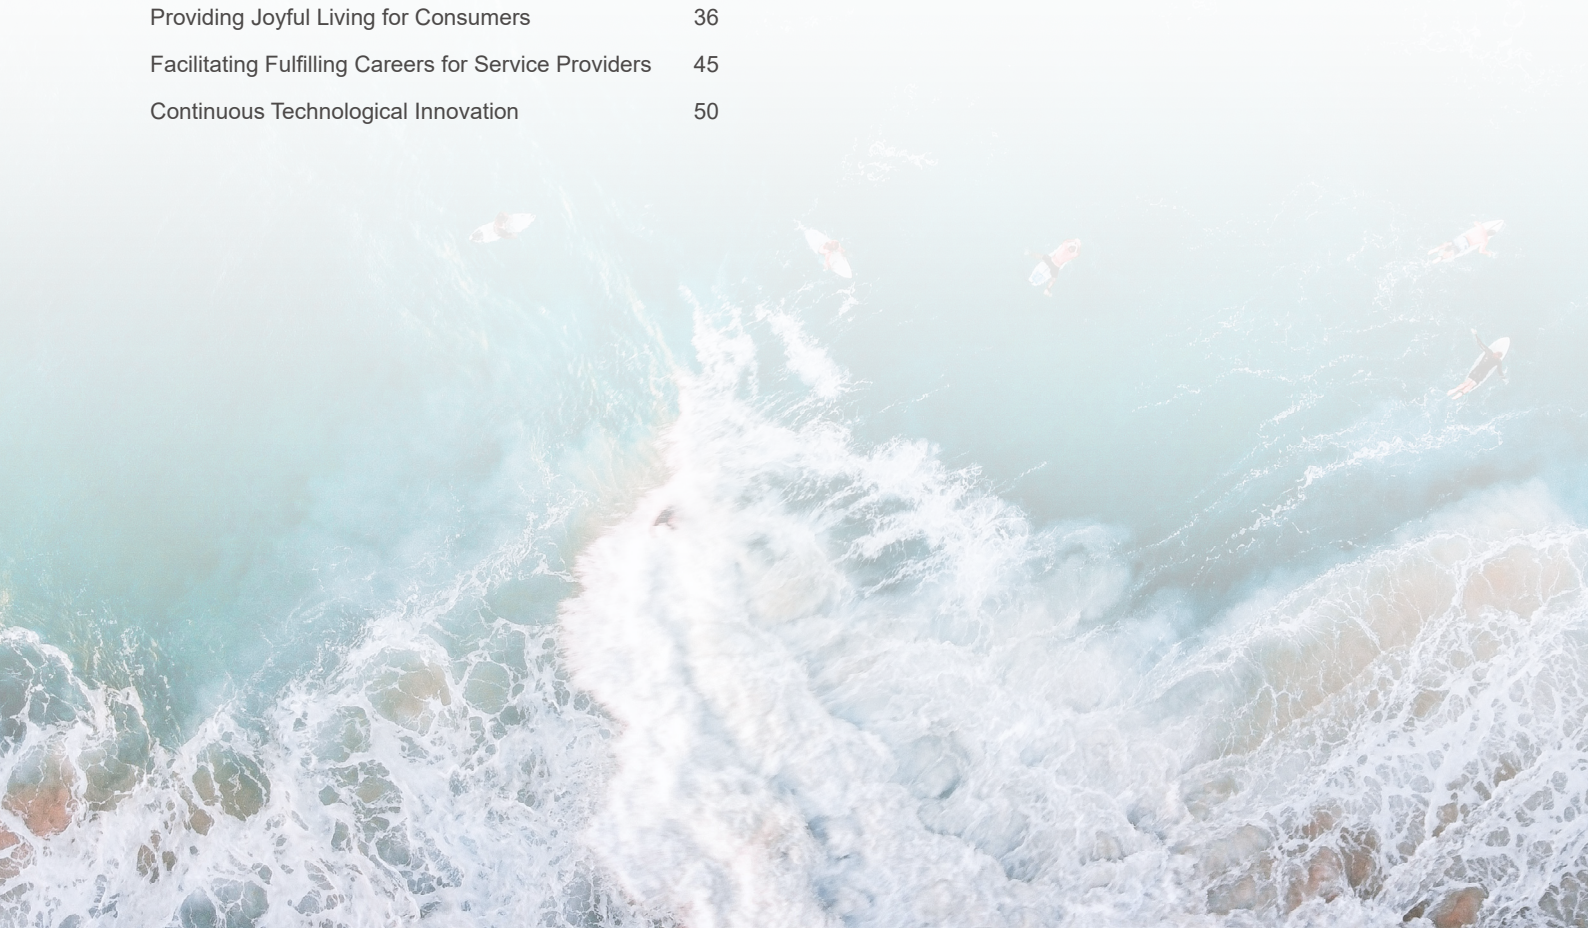 Providing Joyful Living for Consumers 36
Facilitating Fulfilling Careers for Service Providers 45
Continuous Technological Innovation 50